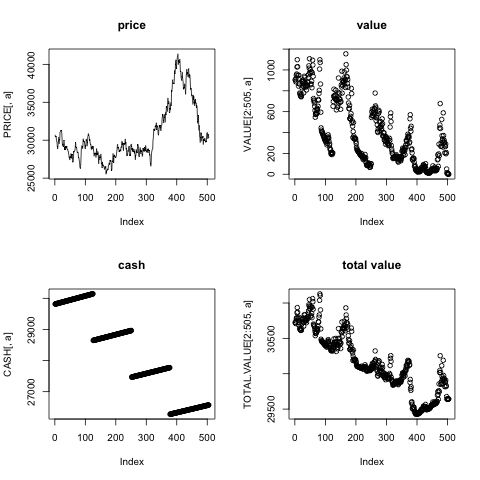 price
value
PRICE[, a]
25000 30000 35000 40000
0 100 200 300 400 500
Index
VALUE[2:505, a]
0 200 600 1000
0 100 200 300 400 500
Index
cash
total value
CASH[, a]
27000 29000
0 100 200 300 400 500
Index
TOTAL.VALUE[2:505, a]
29500 30500
0 100 200 300 400 500
Index